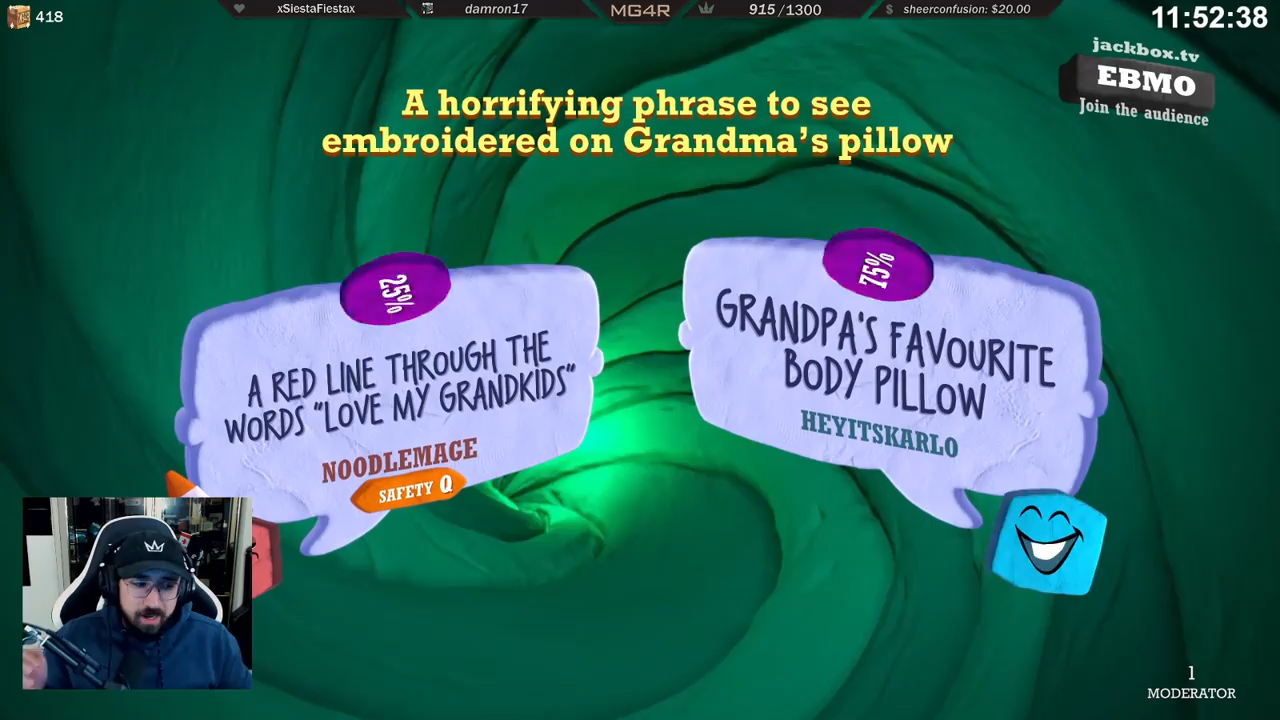 418
xSiestaFiestax
damron17
MG4R
915 / 1300
$ sheerconfusion: $20.00
11:52:38
jackbox.tv
EBMO
Join the audience
A horrifying phrase to see
embroidered on Grandma's pillow
25%
A RED LINE THROUGH THE
WORDS "LOVE MY GRANDKIDS"
NOODLEMAGE
SAFETY Q
75%
GRANDPA'S FAVOURITE
BODY PILLOW
HEYITSKARLO
1
MODERATOR